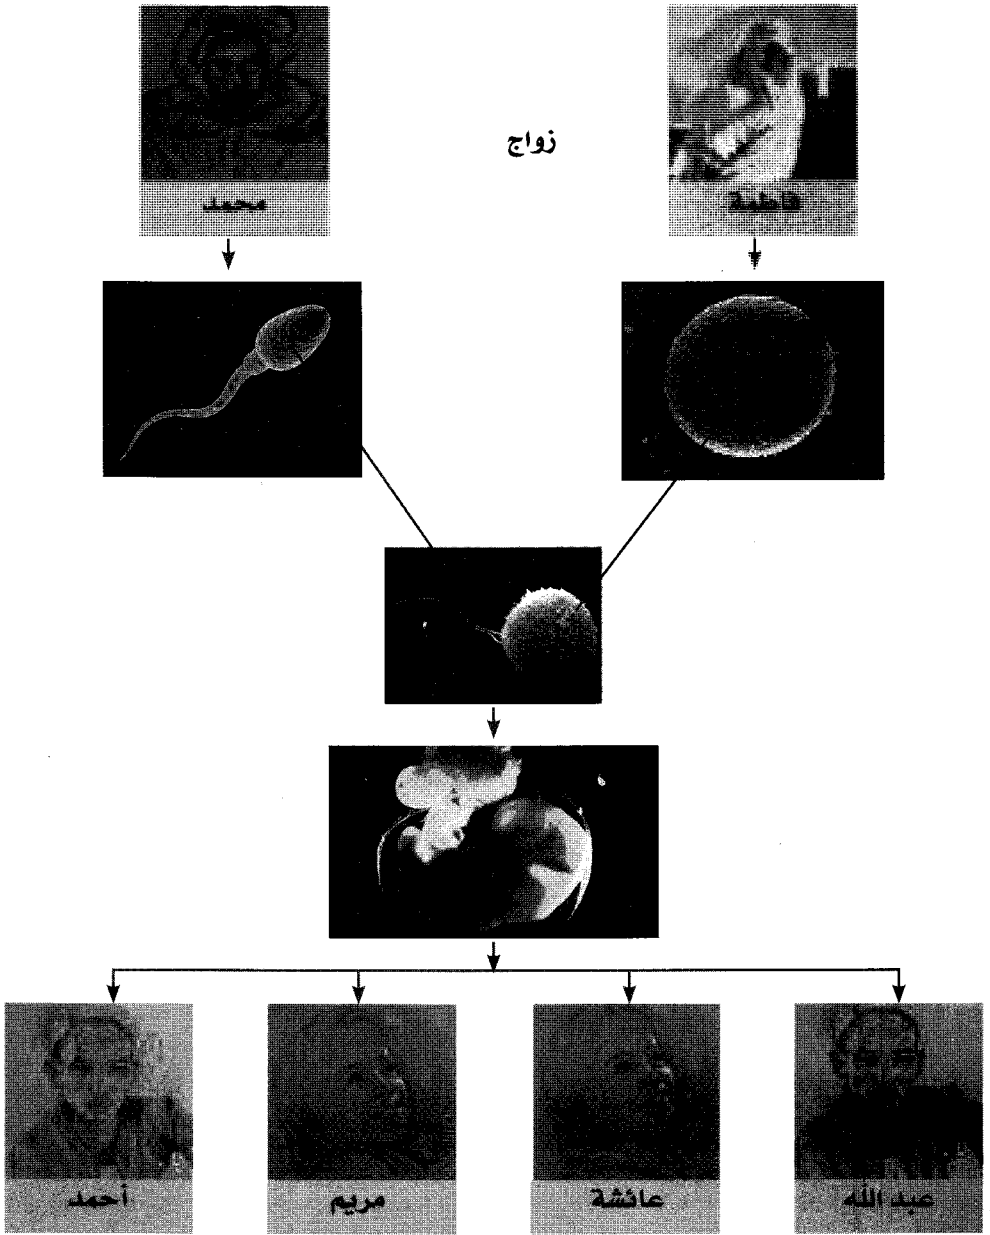 زواج
فاطمة
محمد
عبد الله
عائشة
مريم
أحمد